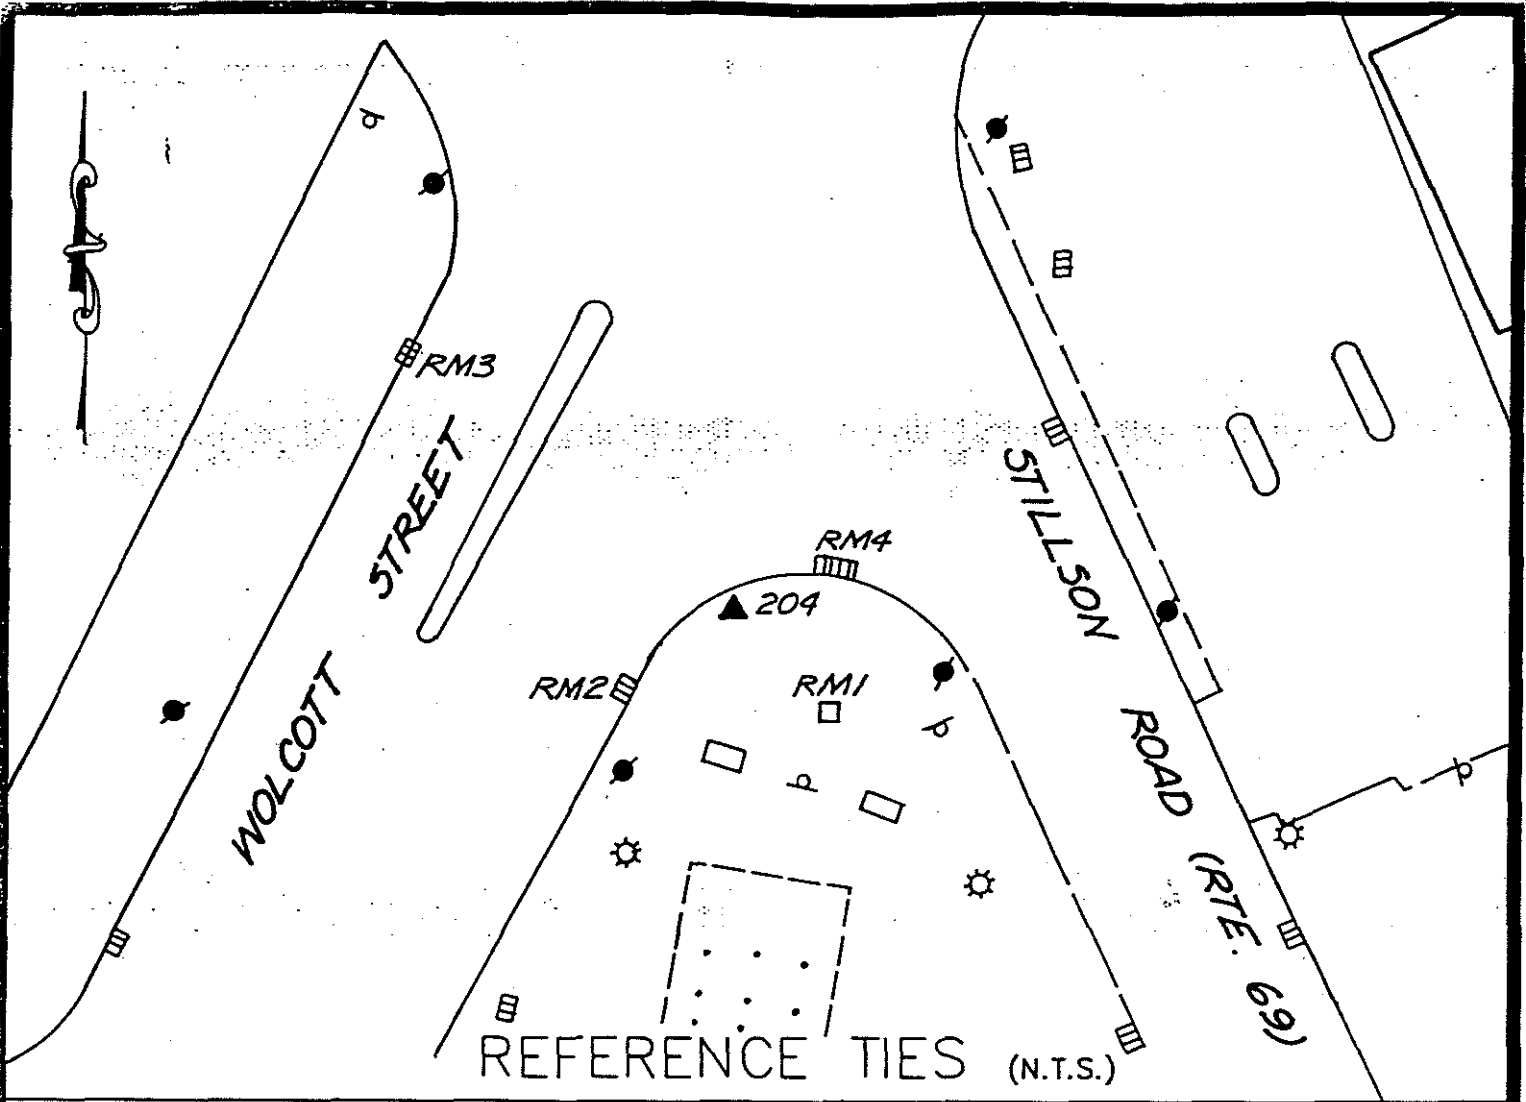 RM3
WOLCOTT STREET
STILLSON ROAD (RTE. 69)
RM4
204
RM2
RM1
REFERENCE TIES (N.T.S.)